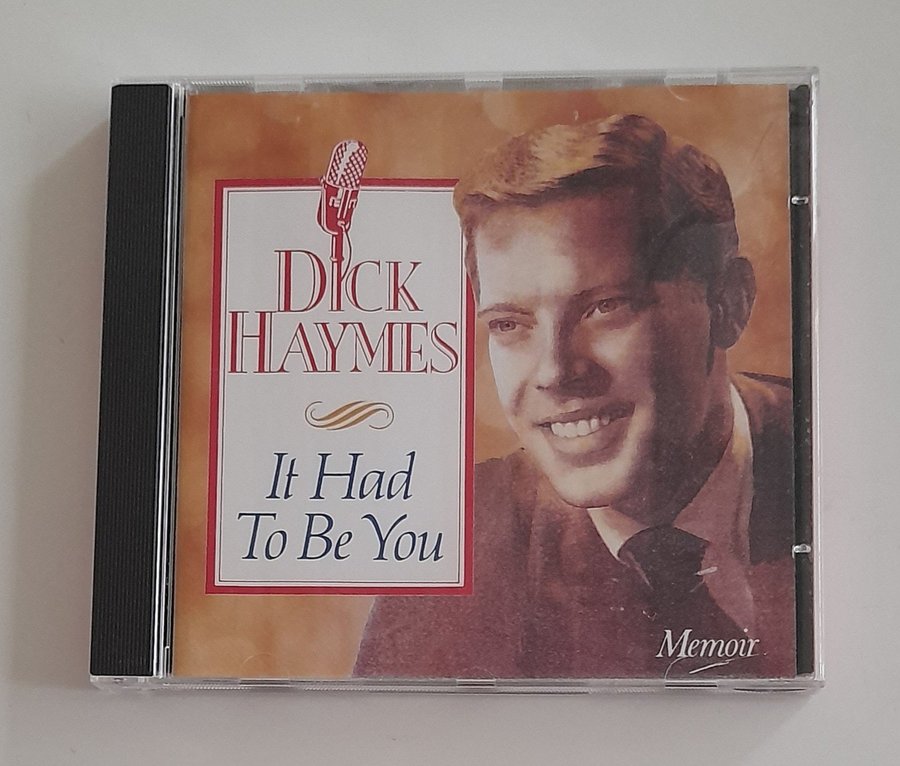 DICK
HAYMES
It Had
To Be You
Memoir